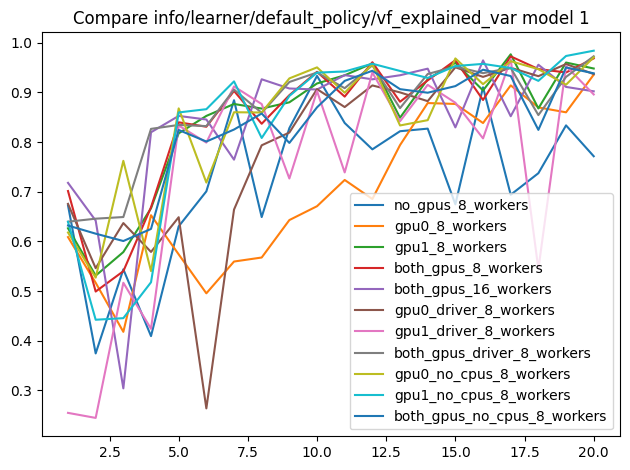 Compare info/learner/default_policy/vf_explained_var model 1
1.0
0.9
0.8
0.7
0.6
0.5
0.4
0.3
no_gpus_8_workers
gpu0_8_workers
gpu1_8_workers
both_gpus_8_workers
both_gpus_16_workers
gpu0_driver_8_workers
gpu1_driver_8_workers
both_gpus_driver_8_workers
gpu0_no_cpus_8_workers
gpu1_no_cpus_8_workers
both_gpus_no_cpus_8_workers
2.5 5.0 7.5 10.0 12.5 15.0 17.5 20.0